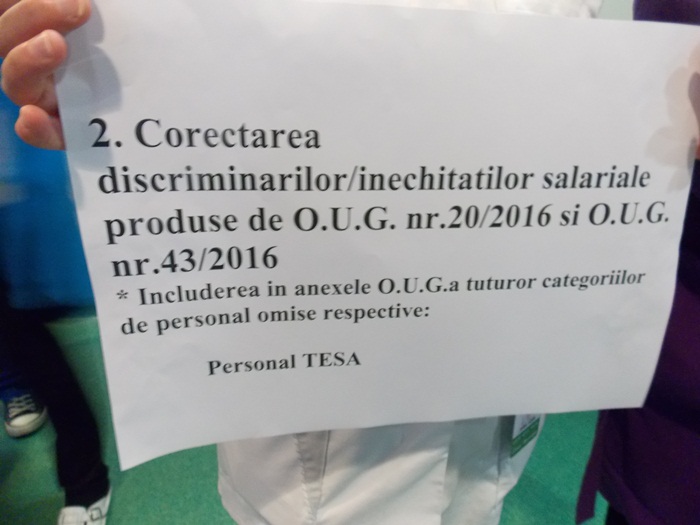 2. Corectarea
discriminarilor/inechitatilor salariale
produse de O.U.G. nr.20/2016 si O.U.G.
nr.43/2016
* Includerea in anexele O.U.G.a tuturor categoriilor
de personal omise respective:
Personal TESA